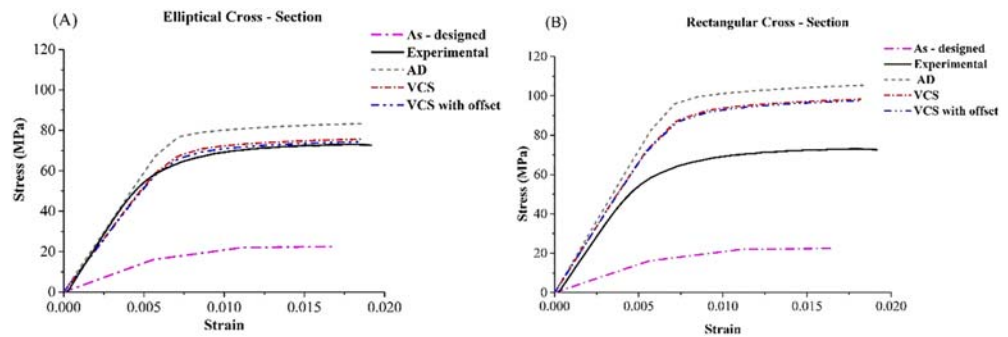 (A)
Elliptical Cross - Section
As - designed
Experimental
AD
VCS
VCS with offset
120
100
80
60
40
20
0
Stress (MPa)
0.000 0.005 0.010 0.015 0.020
Strain
(B)
Rectangular Cross - Section
As - designed
Experimental
AD
VCS
VCS with offset
120
100
80
60
40
20
0
Stress (MPa)
0.000 0.005 0.010 0.015 0.020
Strain